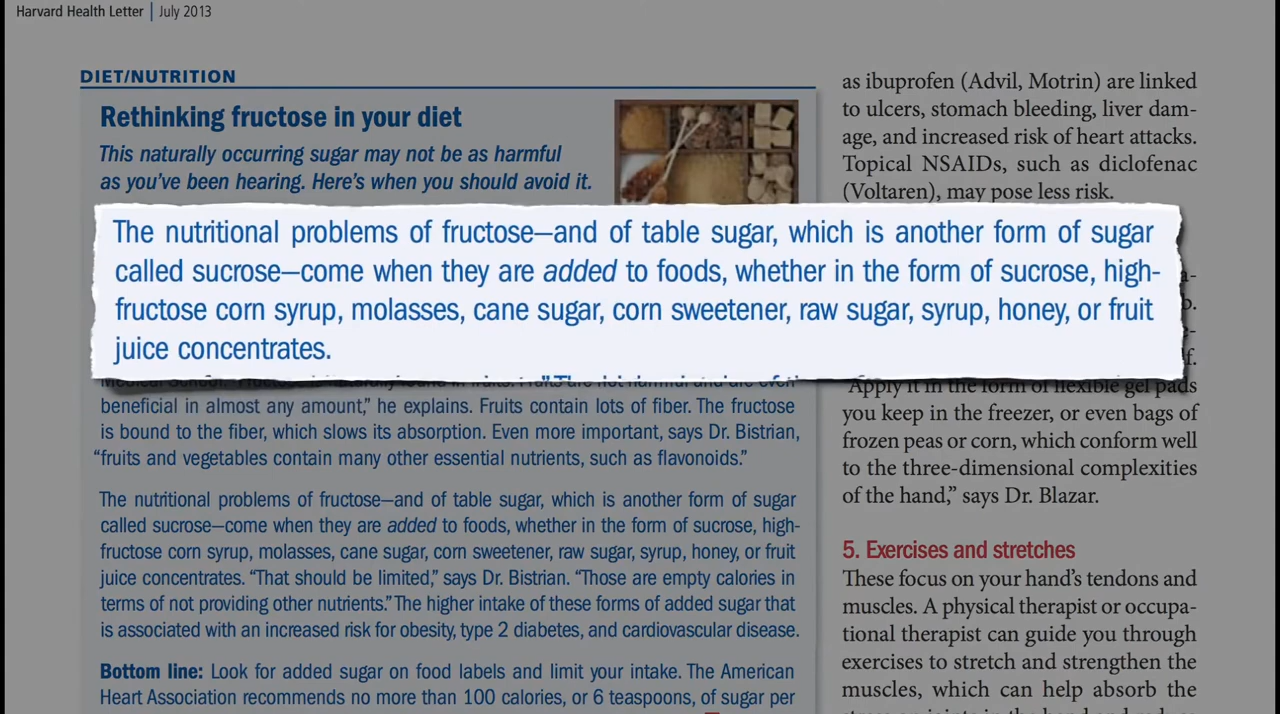 Harvard Health Letter | July 2013
DIET/NUTRITION
Rethinking fructose in your diet
This naturally occurring sugar may not be as harmful
as you've been hearing. Here's when you should avoid it.
The nutritional problems of fructose—and of table sugar, which is another form of sugar
called sucrose—come when they are added to foods, whether in the form of sucrose, high-
fructose corn syrup, molasses, cane sugar, corn sweetener, raw sugar, syrup, honey, or fruit
juice concentrates.
beneficial in almost any amount," he explains. Fruits contain lots of fiber. The fructose
is bound to the fiber, which slows its absorption. Even more important, says Dr. Bistrian,
"fruits and vegetables contain many other essential nutrients, such as flavonoids."
The nutritional problems of fructose—and of table sugar, which is another form of sugar
called sucrose—come when they are added to foods, whether in the form of sucrose, high-
fructose corn syrup, molasses, cane sugar, corn sweetener, raw sugar, syrup, honey, or fruit
juice concentrates. "That should be limited," says Dr. Bistrian. "Those are empty calories in
terms of not providing other nutrients." The higher intake of these forms of added sugar that
is associated with an increased risk for obesity, type 2 diabetes, and cardiovascular disease.
Bottom line: Look for added sugar on food labels and limit your intake. The American
Heart Association recommends no more than 100 calories, or 6 teaspoons, of sugar per
as ibuprofen (Advil, Motrin) are linked
to ulcers, stomach bleeding, liver dam-
age, and increased risk of heart attacks.
Topical NSAIDs, such as diclofenac
(Voltaren), may pose less risk.
"Apply it in the form of flexible gel pads
you keep in the freezer, or even bags of
frozen peas or corn, which conform well
to the three-dimensional complexities
of the hand," says Dr. Blazar.
5. Exercises and stretches
These focus on your hand's tendons and
muscles. A physical therapist or occupa-
tional therapist can guide you through
exercises to stretch and strengthen the
muscles, which can help absorb the